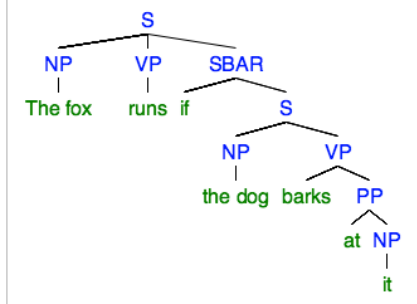 S
NP VP SBAR
The fox runs if S
NP VP
the dog barks PP
at NP
it